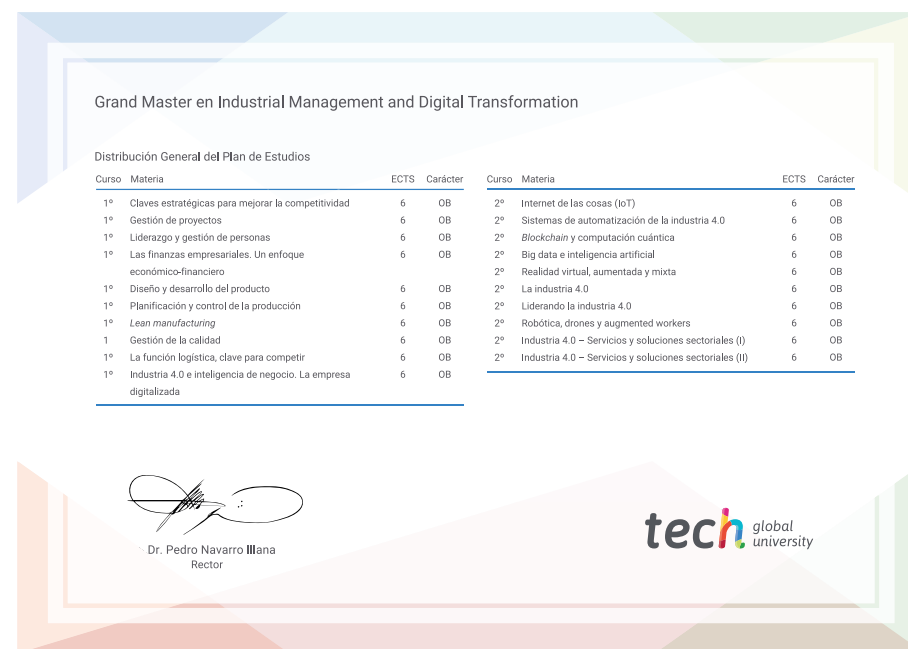 Grand Master en Industrial Management and Digital Transformation
Distribución General del Plan de Estudios
Curso Materia ECTS Carácter
1º Claves estratégicas para mejorar la competitividad 6 OB
1º Gestión de proyectos 6 OB
1º Liderazgo y gestión de personas 6 OB
1º Las finanzas empresariales. Un enfoque 6 OB
económico-financiero
1º Diseño y desarrollo del producto 6 OB
1º Planificación y control de la producción 6 OB
1º Lean manufacturing 6 OB
1 Gestión de la calidad 6 OB
1º La función logística, clave para competir 6 OB
1º Industria 4.0 e inteligencia de negocio. La empresa 6 OB
digitalizada
Curso Materia ECTS Carácter
2º Internet de las cosas (IoT) 6 OB
2º Sistemas de automatización de la industria 4.0 6 OB
2º Blockchain y computación cuántica 6 OB
2º Big data e inteligencia artificial 6 OB
2º Realidad virtual, aumentada y mixta 6 OB
2º La industria 4.0 6 OB
2º Liderando la industria 4.0 6 OB
2º Robótica, drones y augmented workers 6 OB
2º Industria 4.0 – Servicios y soluciones sectoriales (I) 6 OB
2º Industria 4.0 – Servicios y soluciones sectoriales (II) 6 OB
Dr. Pedro Navarro Illana
Rector
tech global
university